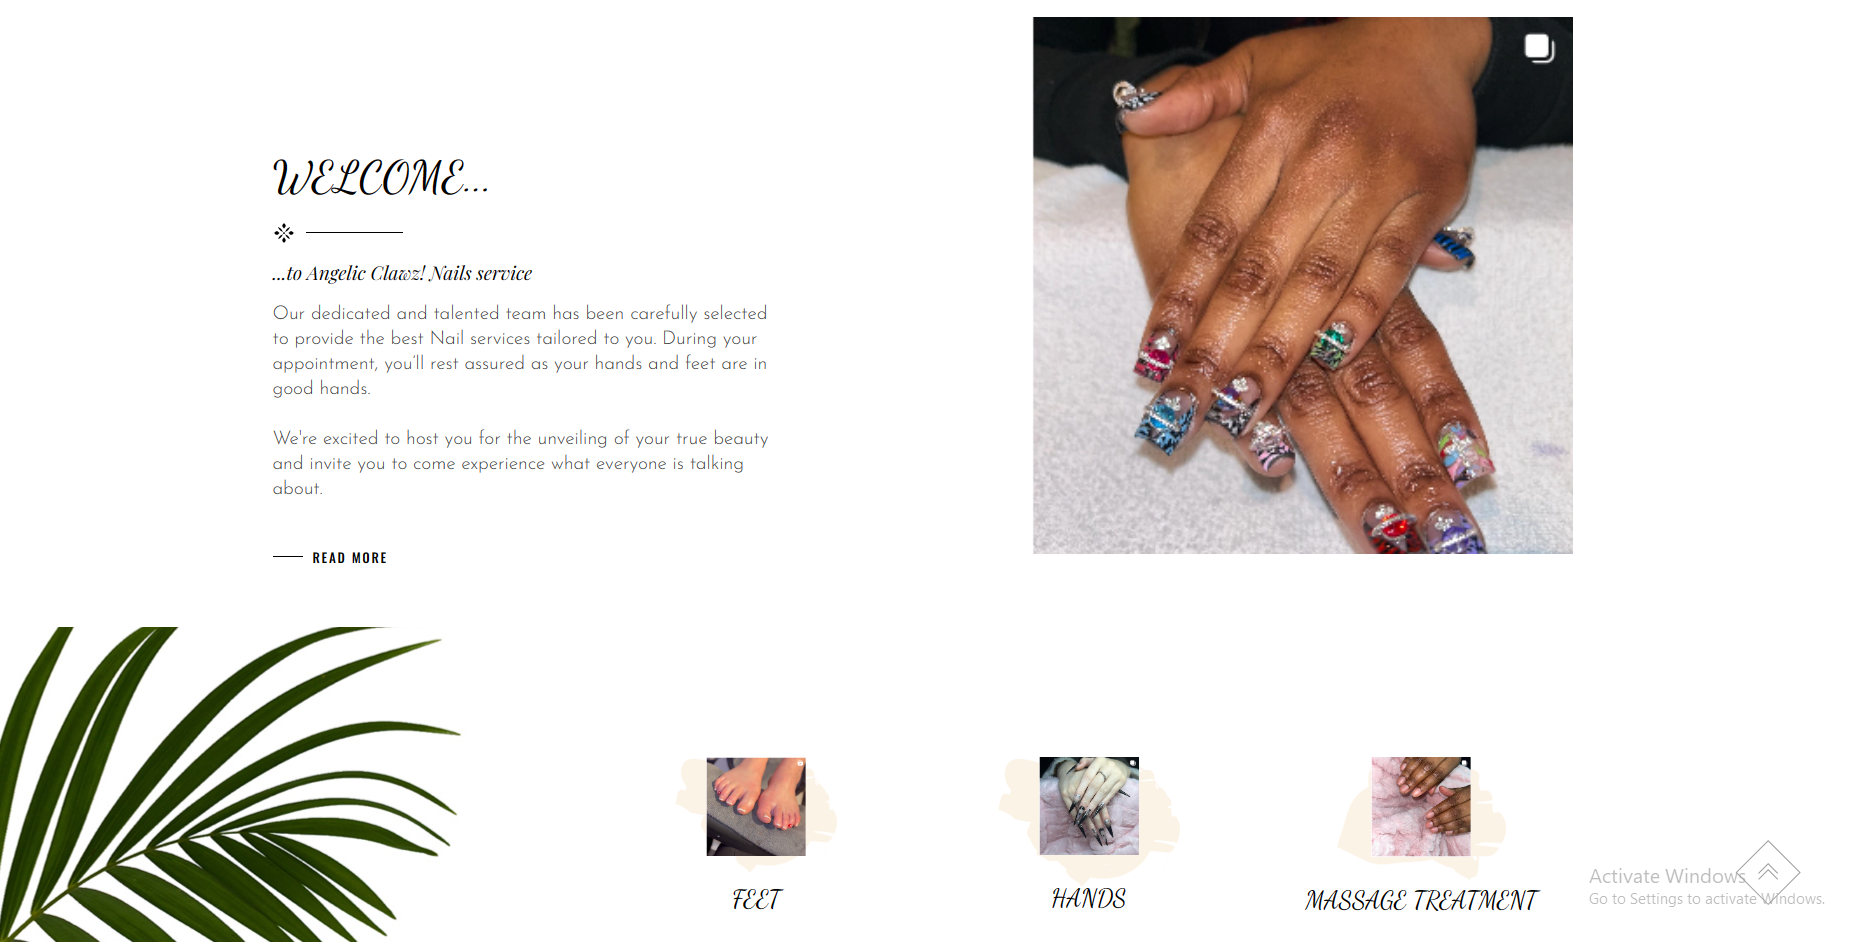 WELCOME...
...to Angelic Clawz! Nails service
Our dedicated and talented team has been carefully selected
to provide the best Nail services tailored to you. During your
appointment, you'll rest assured as your hands and feet are in
good hands.
We're excited to host you for the unveiling of your true beauty
and invite you to come experience what everyone is talking
about.
READ MORE
FEET
HANDS
MASSAGE TREATMENT
Activate Windows
Go to Settings to activate Windows.